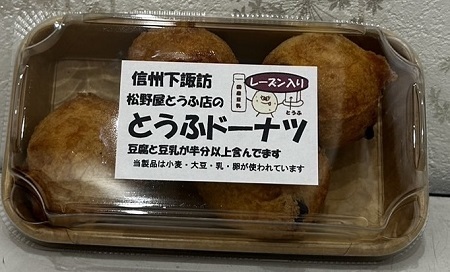 信州下諏訪
レーズン入り
松野屋とうふ店の
とうふ
とうふドーナツ
豆腐と豆乳が半分以上含んでます
当製品は小麦・大豆・乳・卵が使われています